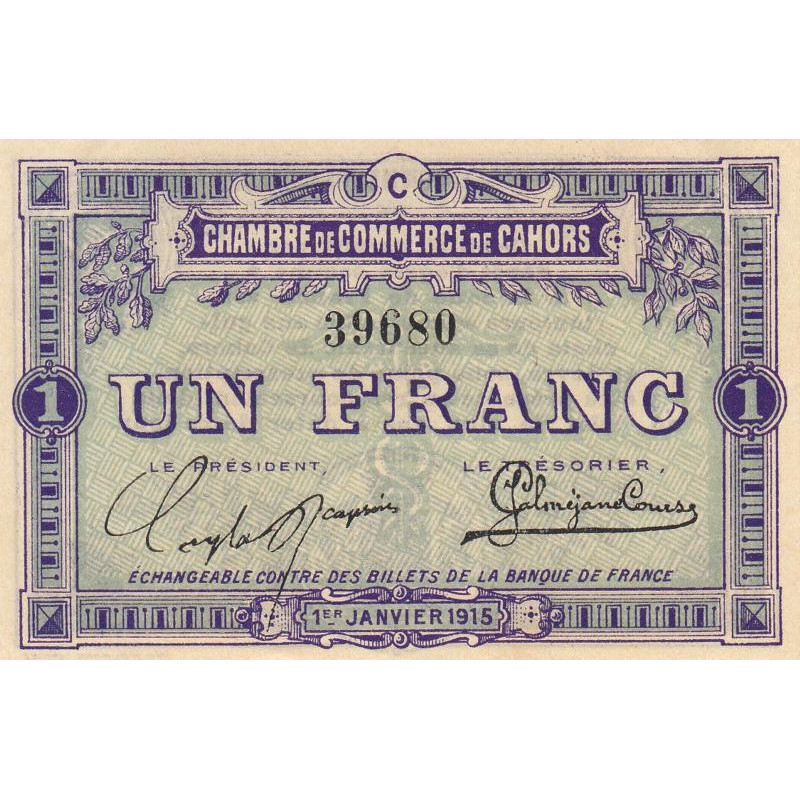 C
CHAMBRE DE COMMERCE DE CAHORS
39680
1 UN FRANC 1
LE PRÉSIDENT, LE TRÉSORIER,
ÉCHANGEABLE CONTRE DES BILLETS DE LA BANQUE DE FRANCE
1ER JANVIER 1915